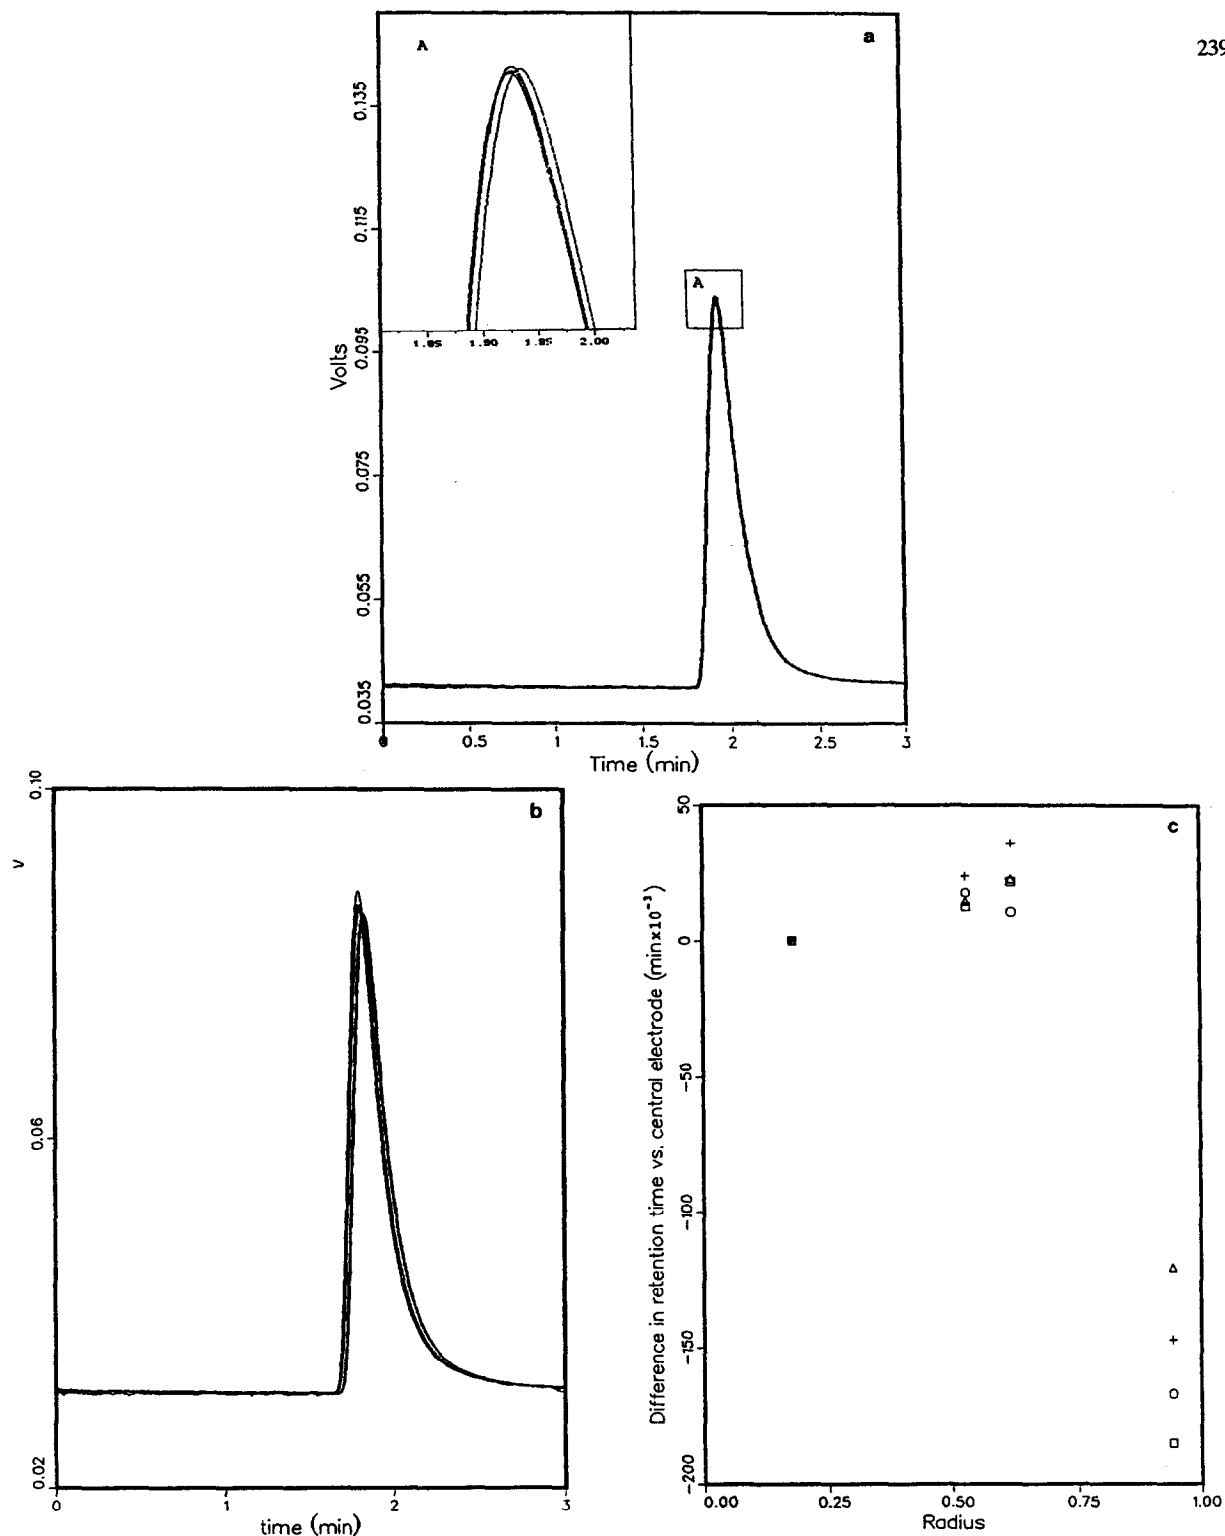 239
A
a
0.135
0.115
0.095
0.075
0.055
0.035
Volts
1.85 1.90 1.95 2.00
A
0 0.5 1 1.5 2 2.5 3
Time (min)
b
0.10
0.06
0.02
V
0 1 2 3
time (min)
c
50
0
-50
-100
-150
-200
Difference in retention time vs. central electrode (min×10⁻³)
0.00 0.25 0.50 0.75 1.00
Radius